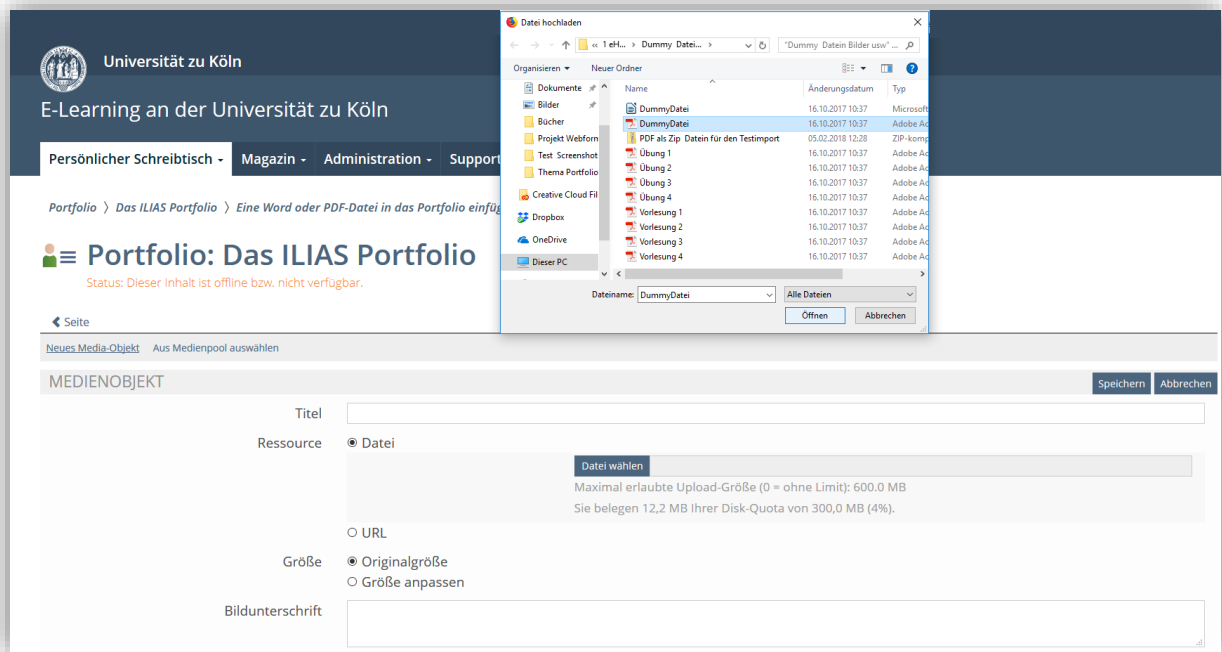 Universität zu Köln
E-Learning an der Universität zu Köln
Persönlicher Schreibtisch Magazin Administration Support
Portfolio 〉 Das ILIAS Portfolio 〉 Eine Word oder PDF-Datei in das Portfolio einfüg
Portfolio: Das ILIAS Portfolio
Status: Dieser Inhalt ist offline bzw. nicht verfügbar.
Seite
Neues Media-Objekt Aus Medienpool auswählen
MEDIENOBJEKT
Speichern Abbrechen
Titel
Ressource
Datei
Datei wählen
Maximal erlaubte Upload-Größe (0 = ohne Limit): 600.0 MB
Sie belegen 12,2 MB Ihrer Disk-Quota von 300,0 MB (4%).
URL
Größe
Originalgröße
Größe anpassen
Bildunterschrift
Datei hochladen
« 1 eH... › Dummy Datei... ›
"Dummy Datein Bilder usw" ...
Organisieren Neuer Ordner
Dokumente
Bilder
Bücher
Projekt Webforn
Test Screenshot
Thema Portfolio
Creative Cloud Fil
Dropbox
OneDrive
Dieser PC
Name Änderungsdatum Typ
DummyDatei 16.10.2017 10:37 Microsoft
DummyDatei 16.10.2017 10:37 Adobe Ac
PDF als Zip Datein für den Testimport 05.02.2018 12:28 ZIP-komp
Übung 1 16.10.2017 10:37 Adobe Ac
Übung 2 16.10.2017 10:37 Adobe Ac
Übung 3 16.10.2017 10:37 Adobe Ac
Übung 4 16.10.2017 10:37 Adobe Ac
Vorlesung 1 16.10.2017 10:37 Adobe Ac
Vorlesung 2 16.10.2017 10:37 Adobe Ac
Vorlesung 3 16.10.2017 10:37 Adobe Ac
Vorlesung 4 16.10.2017 10:37 Adobe Ac
Dateiname: DummyDatei Alle Dateien
Öffnen Abbrechen